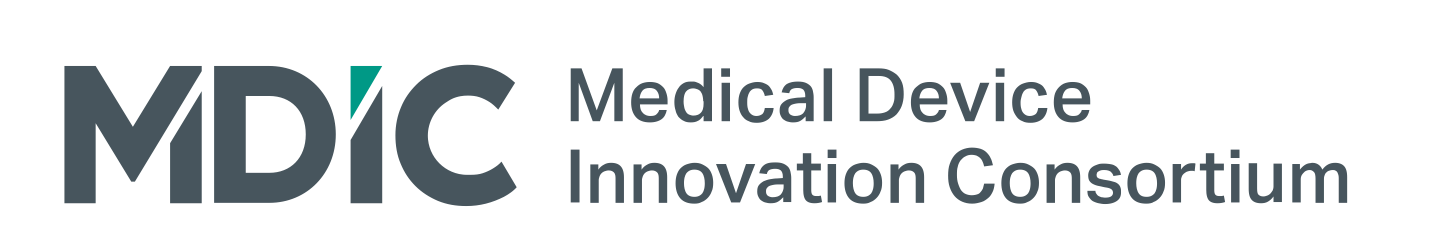 MDiC
Medical Device
Innovation Consortium